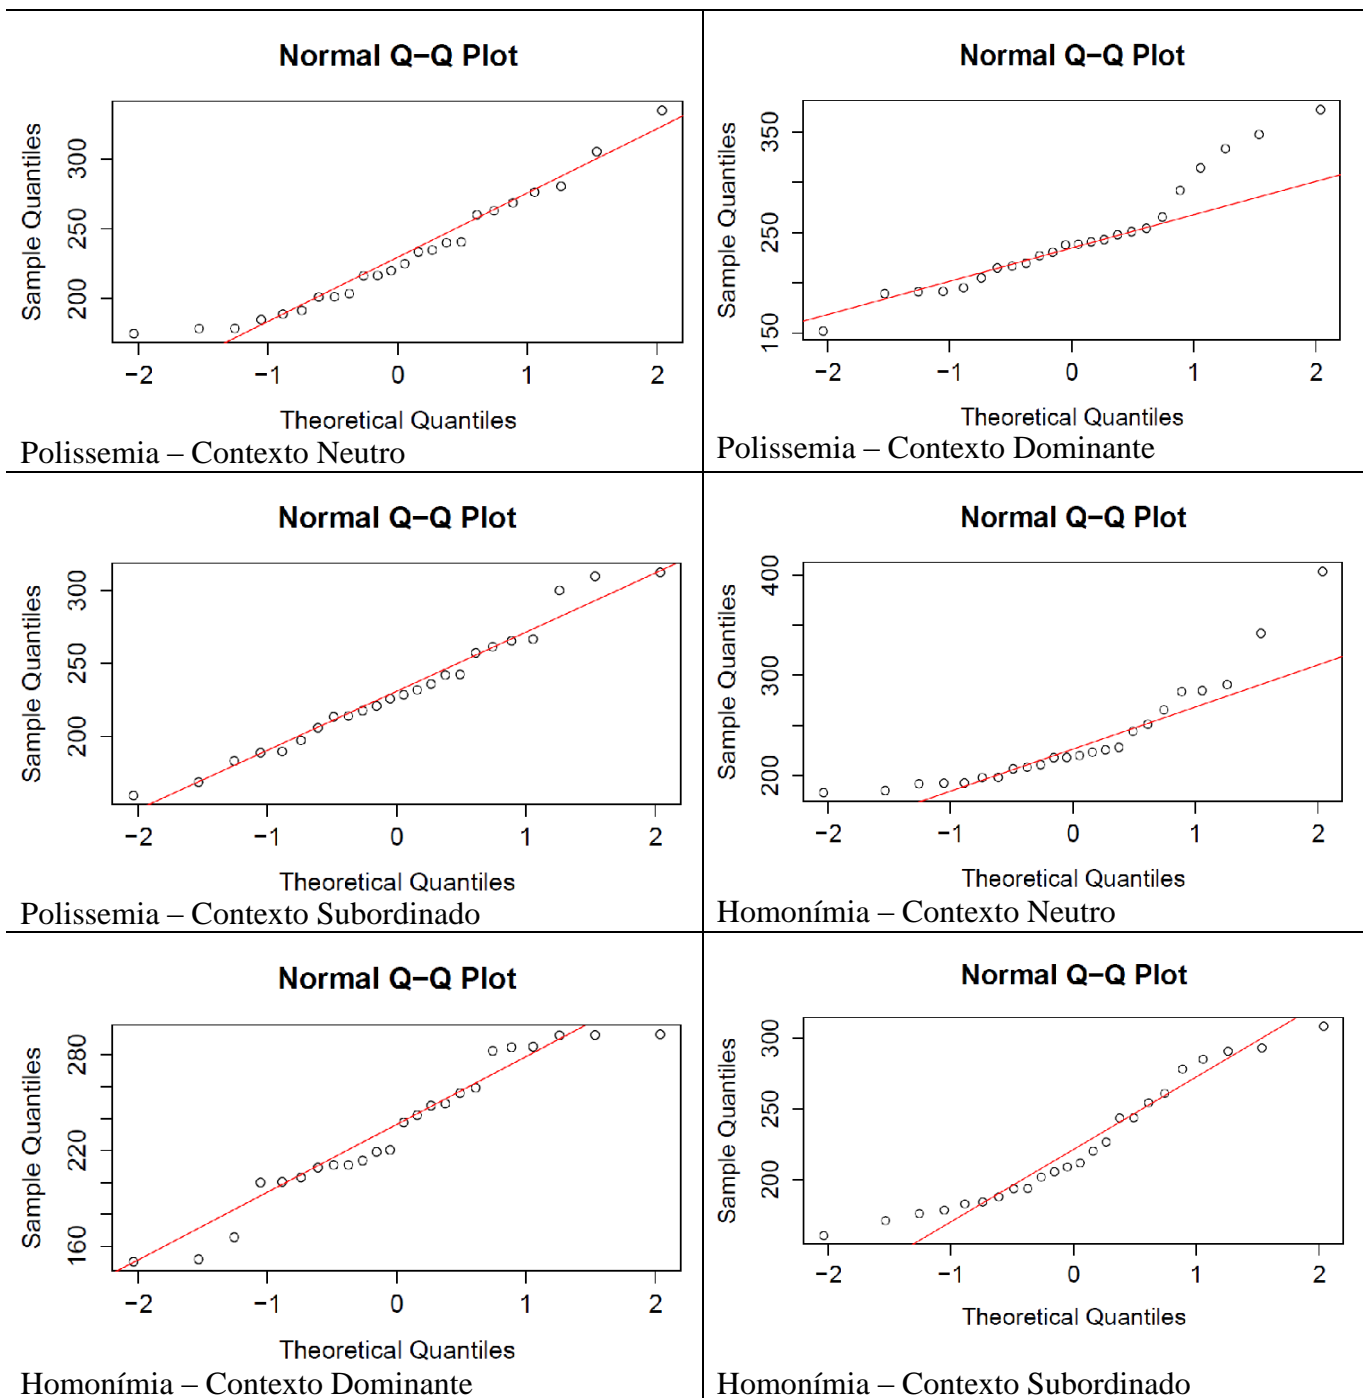 Normal Q−Q Plot
Sample Quantiles
200 250 300
−2 −1 0 1 2
Theoretical Quantiles
Polissemia – Contexto Neutro
Normal Q−Q Plot
Sample Quantiles
150 250 350
−2 −1 0 1 2
Theoretical Quantiles
Polissemia – Contexto Dominante
Normal Q−Q Plot
Sample Quantiles
200 250 300
−2 −1 0 1 2
Theoretical Quantiles
Polissemia – Contexto Subordinado
Normal Q−Q Plot
Sample Quantiles
200 300 400
−2 −1 0 1 2
Theoretical Quantiles
Homonímia – Contexto Neutro
Normal Q−Q Plot
Sample Quantiles
160 220 280
−2 −1 0 1 2
Theoretical Quantiles
Homonímia – Contexto Dominante
Normal Q−Q Plot
Sample Quantiles
200 250 300
−2 −1 0 1 2
Theoretical Quantiles
Homonímia – Contexto Subordinado